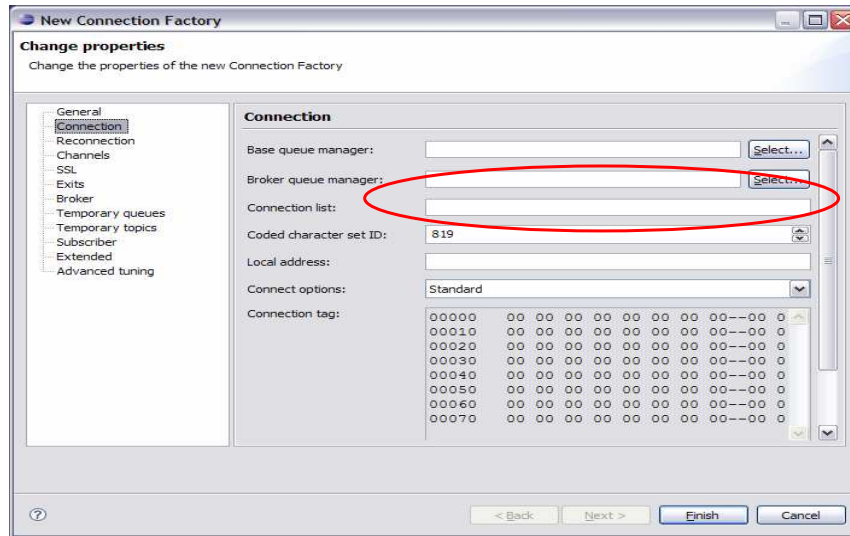 New Connection Factory
Change properties
Change the properties of the new Connection Factory
General
Connection
Reconnection
Channels
SSL
Exits
Broker
Temporary queues
Temporary topics
Subscriber
Extended
Advanced tuning
Connection
Base queue manager: Select...
Broker queue manager: Select...
Connection list:
Coded character set ID: 819
Local address:
Connect options: Standard
Connection tag:
00000 00 00 00 00 00 00 00 00--00 0
00010 00 00 00 00 00 00 00 00--00 0
00020 00 00 00 00 00 00 00 00--00 0
00030 00 00 00 00 00 00 00 00--00 0
00040 00 00 00 00 00 00 00 00--00 0
00050 00 00 00 00 00 00 00 00--00 0
00060 00 00 00 00 00 00 00 00--00 0
00070 00 00 00 00 00 00 00 00--00 0
< Back Next > Finish Cancel